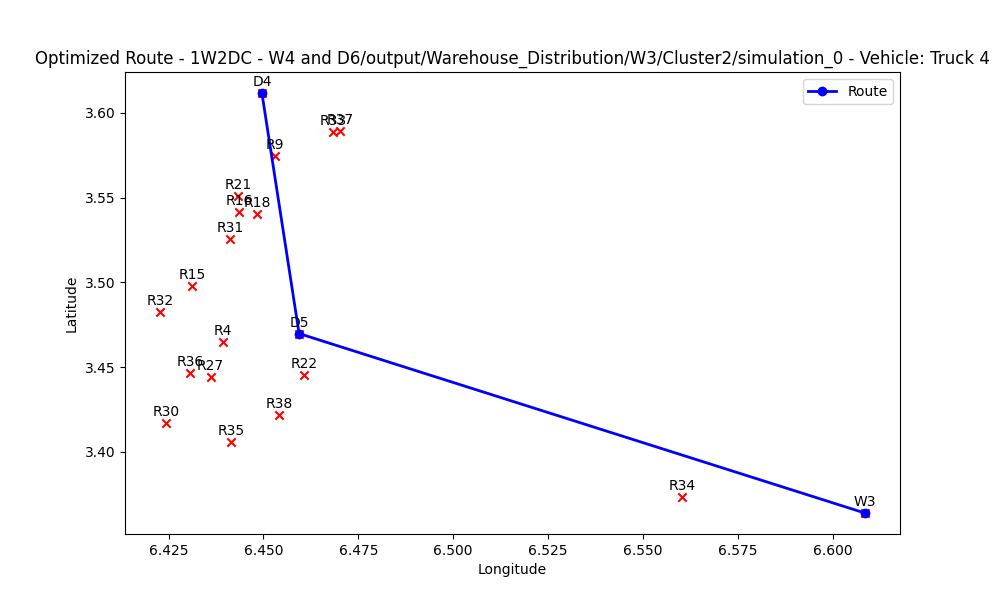 Optimized Route - 1W2DC - W4 and D6/output/Warehouse_Distribution/W3/Cluster2/simulation_0 - Vehicle: Truck 4
Route
D4
R33
R37
R9
R21
R16
R18
R31
R15
R32
D5
R4
R36
R27
R22
R38
R30
R35
R34
W3
3.60
3.55
3.50
3.45
3.40
Latitude
6.425
6.450
6.475
6.500
6.525
6.550
6.575
6.600
Longitude